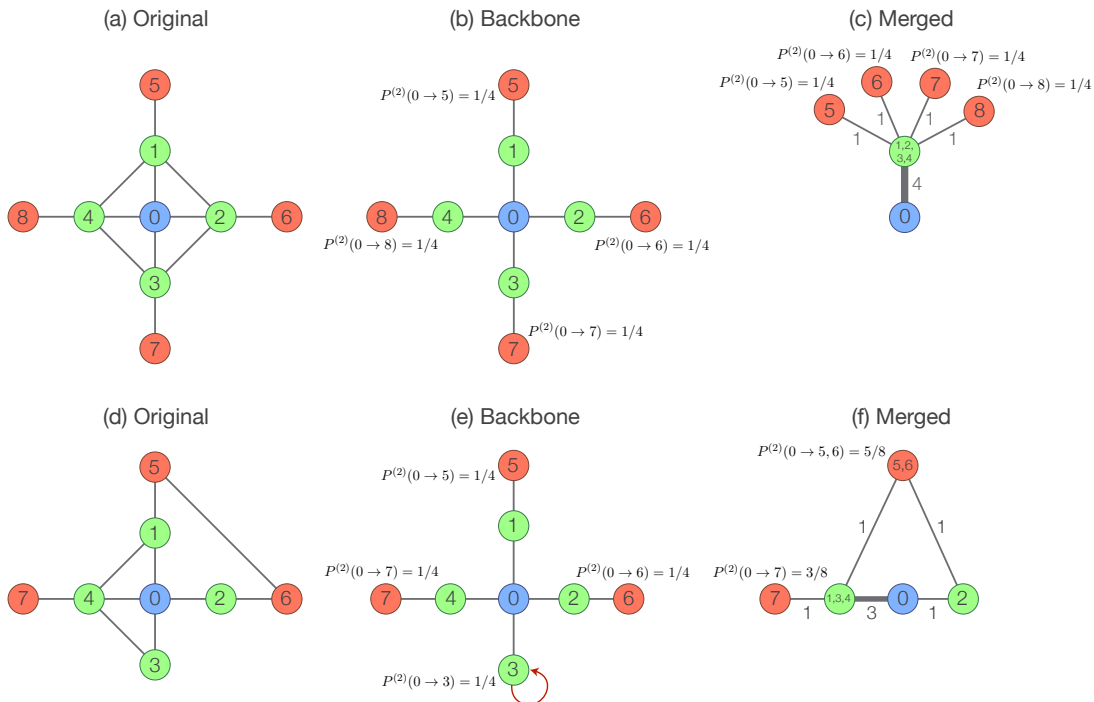 (a) Original
(b) Backbone
(c) Merged
5
1
8
4
0
2
6
3
7
P^{(2)}(0 → 5) = 1/4
5
1
8
4
0
2
6
P^{(2)}(0 → 8) = 1/4
P^{(2)}(0 → 6) = 1/4
3
P^{(2)}(0 → 7) = 1/4
7
P^{(2)}(0 → 6) = 1/4
P^{(2)}(0 → 7) = 1/4
P^{(2)}(0 → 5) = 1/4
P^{(2)}(0 → 8) = 1/4
6
7
5
8
1
1
1
1
1,2,
3,4
4
0
(d) Original
(e) Backbone
(f) Merged
5
1
7
4
0
2
6
3
5
P^{(2)}(0 → 5) = 1/4
1
P^{(2)}(0 → 7) = 1/4
P^{(2)}(0 → 6) = 1/4
7
4
0
2
6
3
P^{(2)}(0 → 3) = 1/4
P^{(2)}(0 → 5, 6) = 5/8
5,6
1
1
P^{(2)}(0 → 7) = 3/8
7
1,3,4
0
2
1
3
1